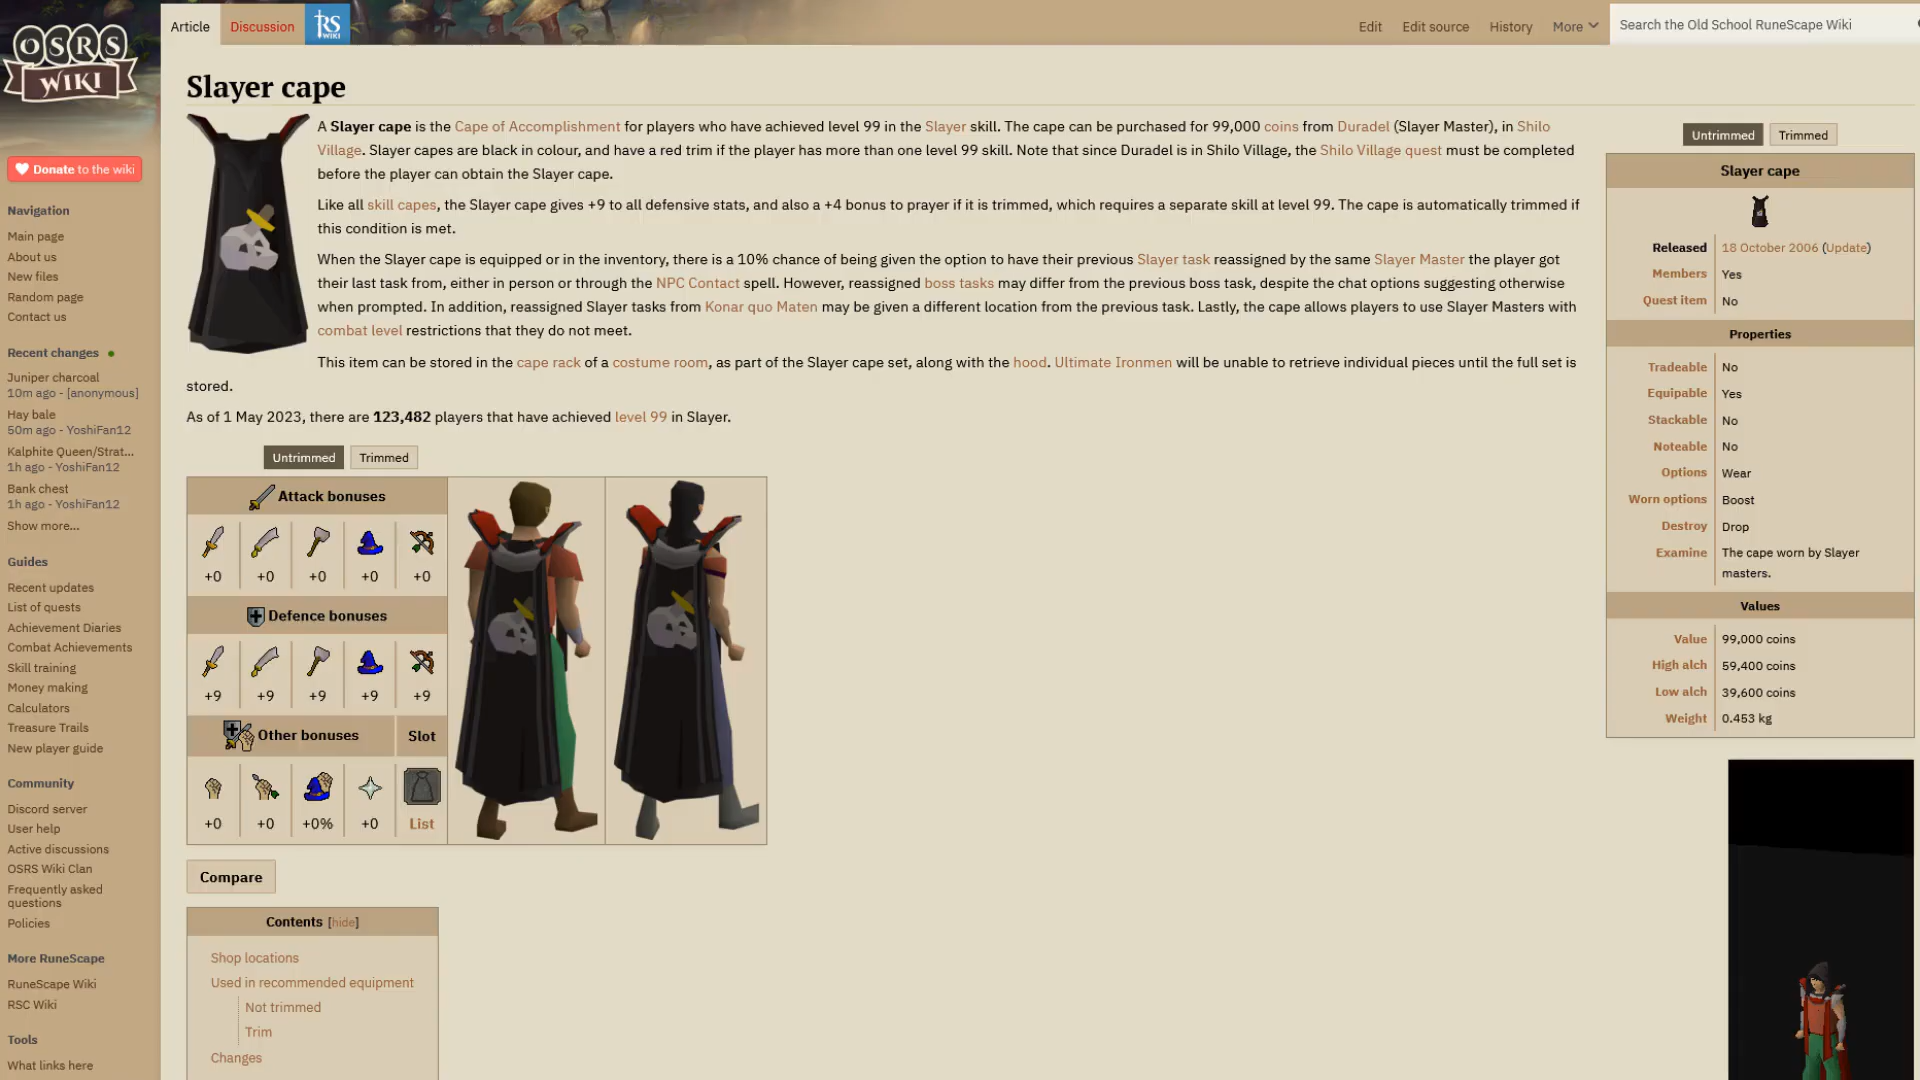 Article
Discussion
RS
WIKI
Edit
Edit source
History
More
Search the Old School RuneScape Wiki
OSRS
WIKI
Donate to the wiki
Navigation
Main page
About us
New files
Random page
Contact us
Recent changes
Juniper charcoal
10m ago - [anonymous]
Hay bale
50m ago - YoshiFan12
Kalphite Queen/Strat...
1h ago - YoshiFan12
Bank chest
1h ago - YoshiFan12
Show more...
Guides
Recent updates
List of quests
Achievement Diaries
Combat Achievements
Skill training
Money making
Calculators
Treasure Trails
New player guide
Community
Discord server
User help
Active discussions
OSRS Wiki Clan
Frequently asked
questions
Policies
More RuneScape
RuneScape Wiki
RSC Wiki
Tools
What links here
Slayer cape
A Slayer cape is the Cape of Accomplishment for players who have achieved level 99 in the Slayer skill. The cape can be purchased for 99,000 coins from Duradel (Slayer Master), in Shilo
Village. Slayer capes are black in colour, and have a red trim if the player has more than one level 99 skill. Note that since Duradel is in Shilo Village, the Shilo Village quest must be completed
before the player can obtain the Slayer cape.
Like all skill capes, the Slayer cape gives +9 to all defensive stats, and also a +4 bonus to prayer if it is trimmed, which requires a separate skill at level 99. The cape is automatically trimmed if
this condition is met.
When the Slayer cape is equipped or in the inventory, there is a 10% chance of being given the option to have their previous Slayer task reassigned by the same Slayer Master the player got
their last task from, either in person or through the NPC Contact spell. However, reassigned boss tasks may differ from the previous boss task, despite the chat options suggesting otherwise
when prompted. In addition, reassigned Slayer tasks from Konar quo Maten may be given a different location from the previous task. Lastly, the cape allows players to use Slayer Masters with
combat level restrictions that they do not meet.
This item can be stored in the cape rack of a costume room, as part of the Slayer cape set, along with the hood. Ultimate Ironmen will be unable to retrieve individual pieces until the full set is
stored.
As of 1 May 2023, there are 123,482 players that have achieved level 99 in Slayer.
Untrimmed
Trimmed
Attack bonuses
+0 +0 +0 +0 +0
Defence bonuses
+9 +9 +9 +9 +9
Other bonuses
Slot
+0 +0 +0% +0 List
Compare
Contents [hide]
Shop locations
Used in recommended equipment
Not trimmed
Trim
Changes
Untrimmed
Trimmed
Slayer cape
Released 18 October 2006 (Update)
Members Yes
Quest item No
Properties
Tradeable No
Equipable Yes
Stackable No
Noteable No
Options Wear
Worn options Boost
Destroy Drop
Examine The cape worn by Slayer
masters.
Values
Value 99,000 coins
High alch 59,400 coins
Low alch 39,600 coins
Weight 0.453 kg